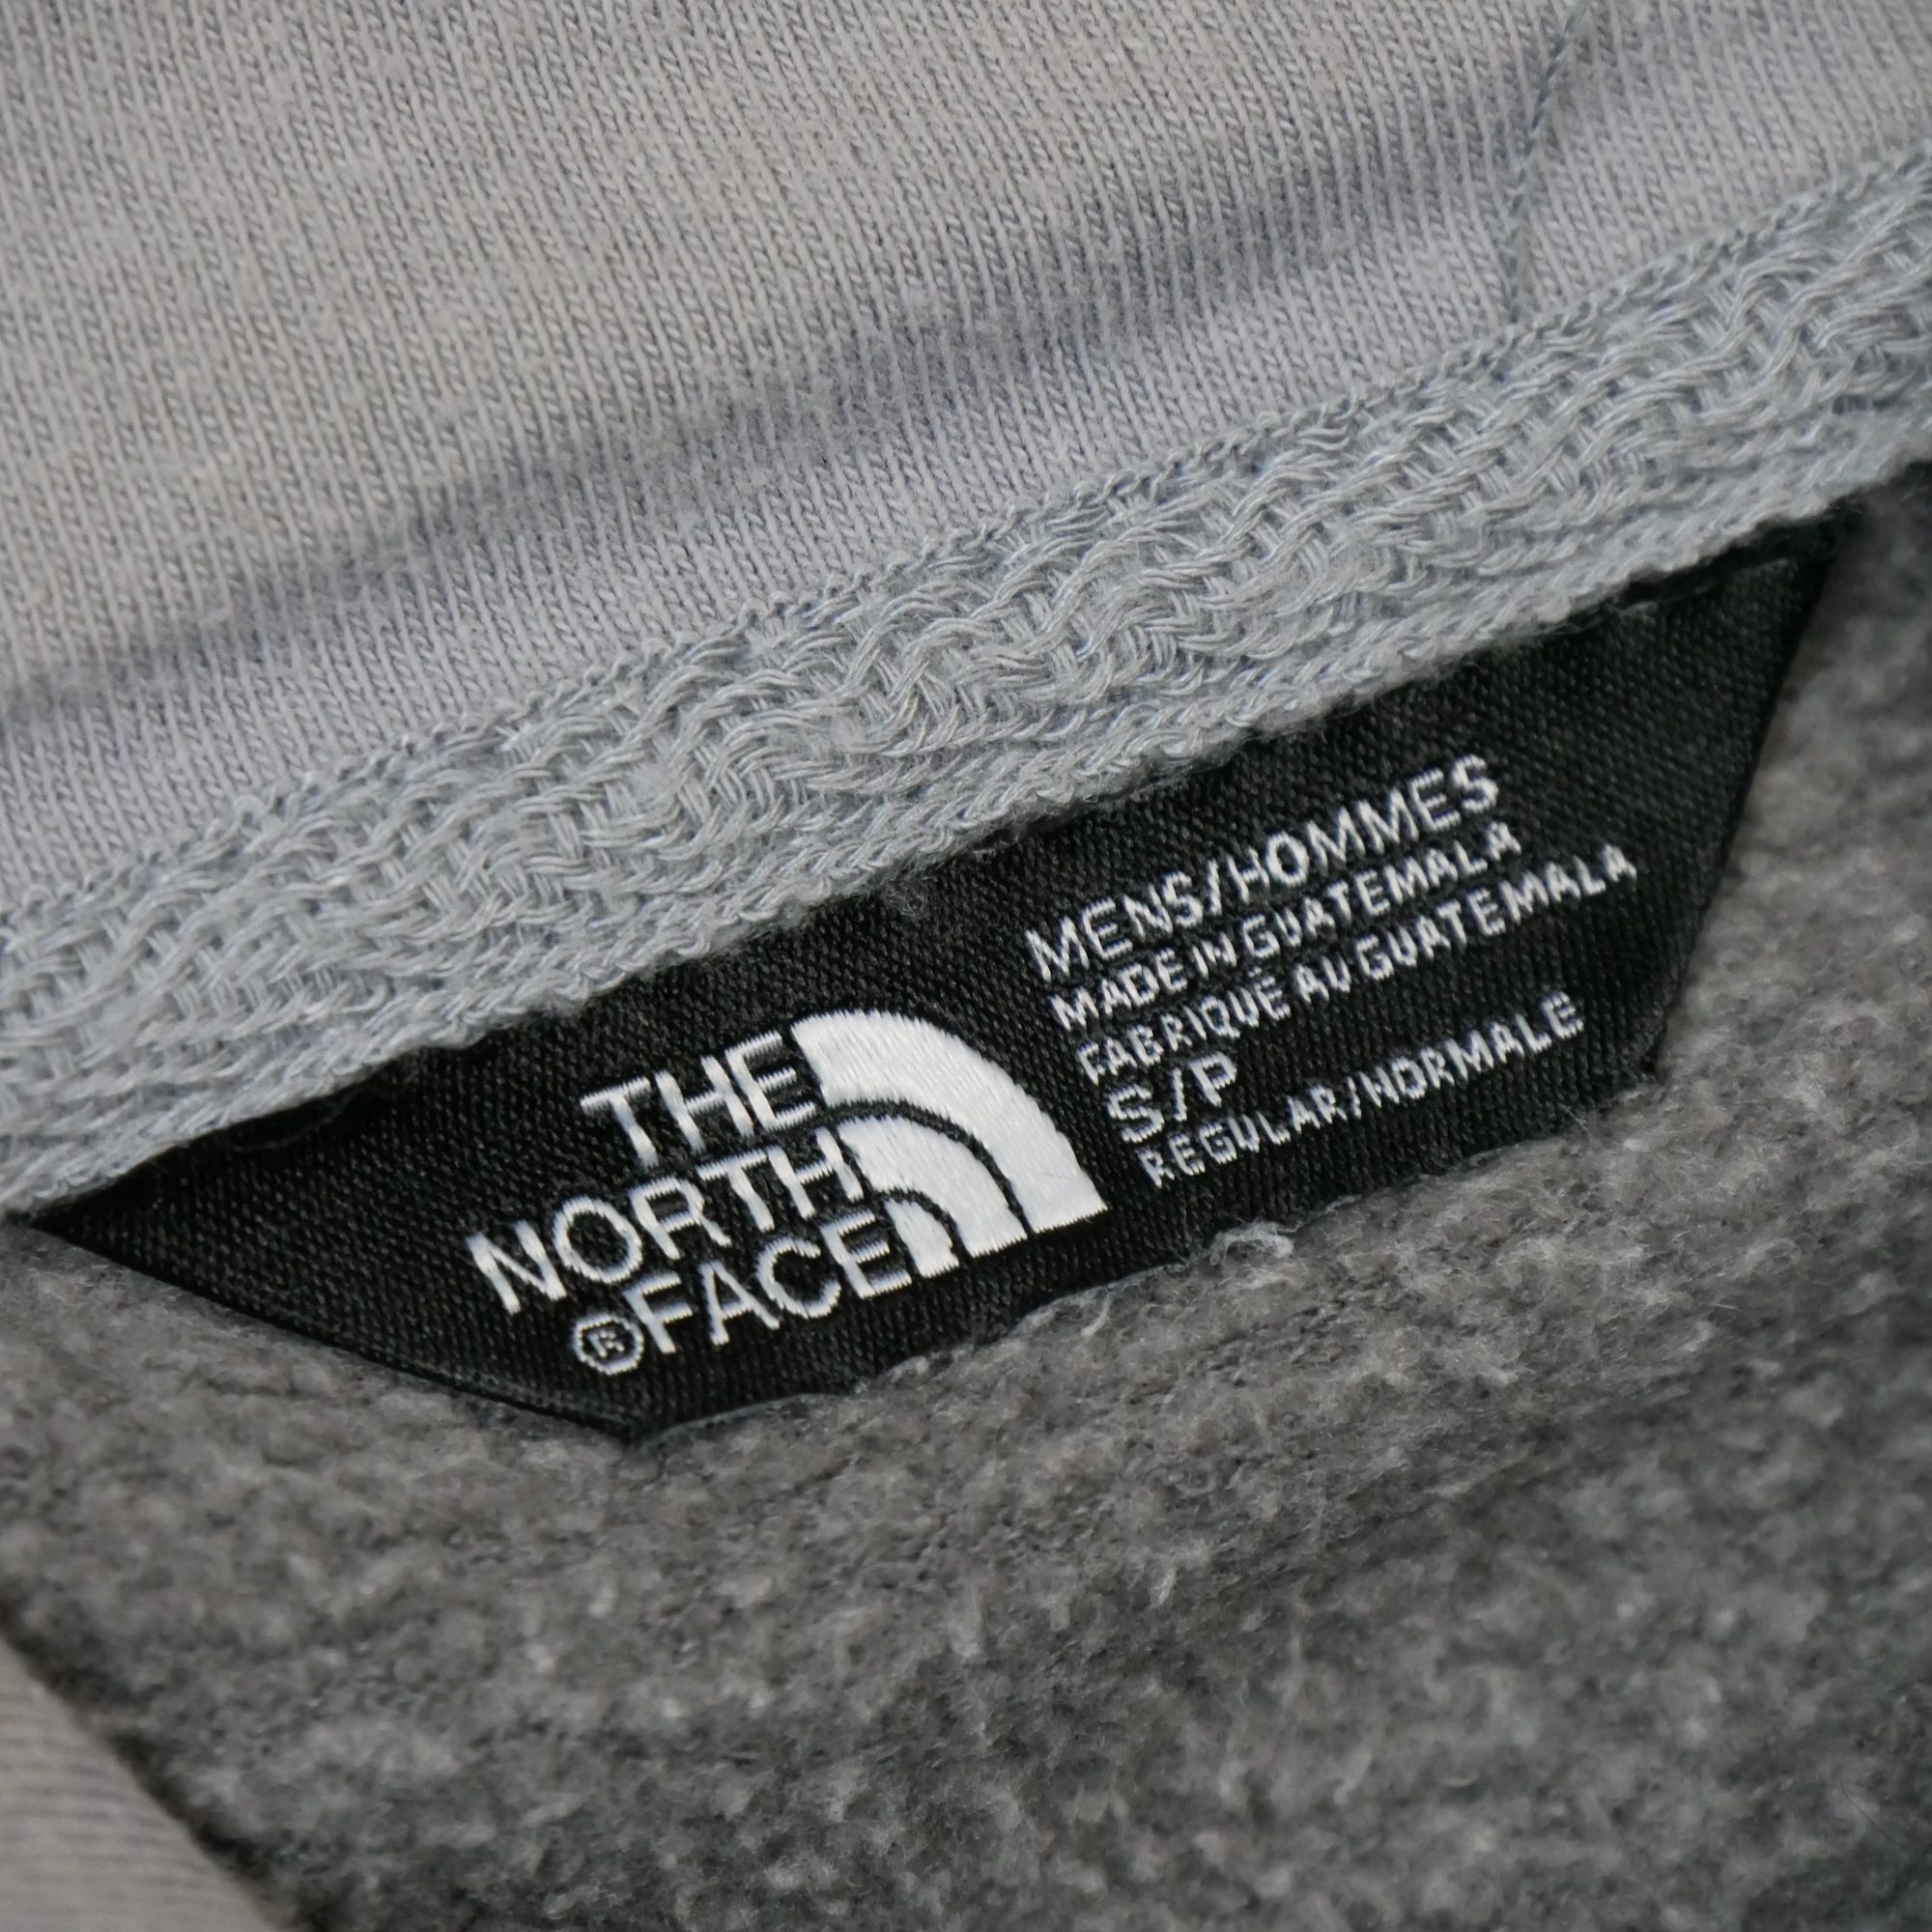 THE
NORTH
®FACE
MENS/HOMMES
MADE IN GUATEMALA
FABRIQUÉ AU GUATEMALA
S/P
REGULAR/NORMALE